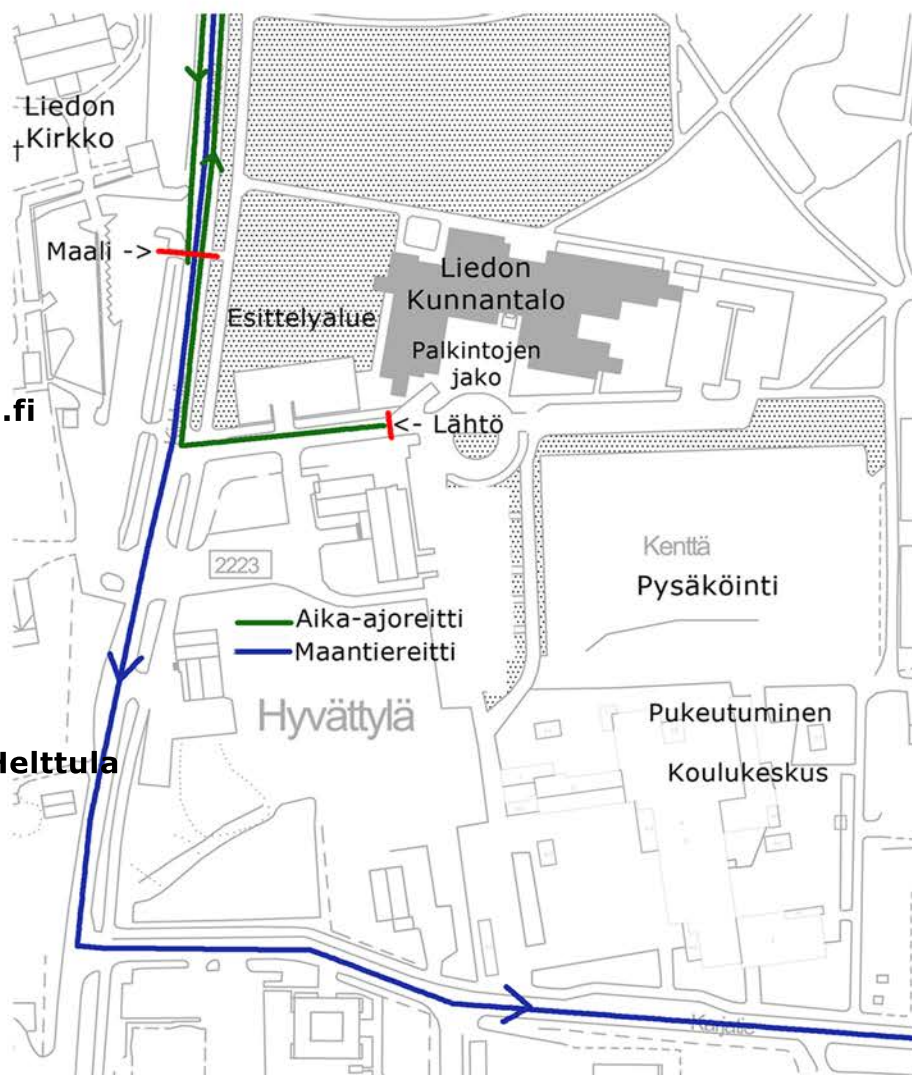 Liedon
Kirkko
Maali ->
Liedon
Kunnantalo
Esittelyalue
Palkintojen
jako
.fi
<- Lähtö
2223
Kenttä
Pysäköinti
Aika-ajoreitti
Maantiereitti
Hyvättylä
Pukeutuminen
Helttula
Koulukeskus